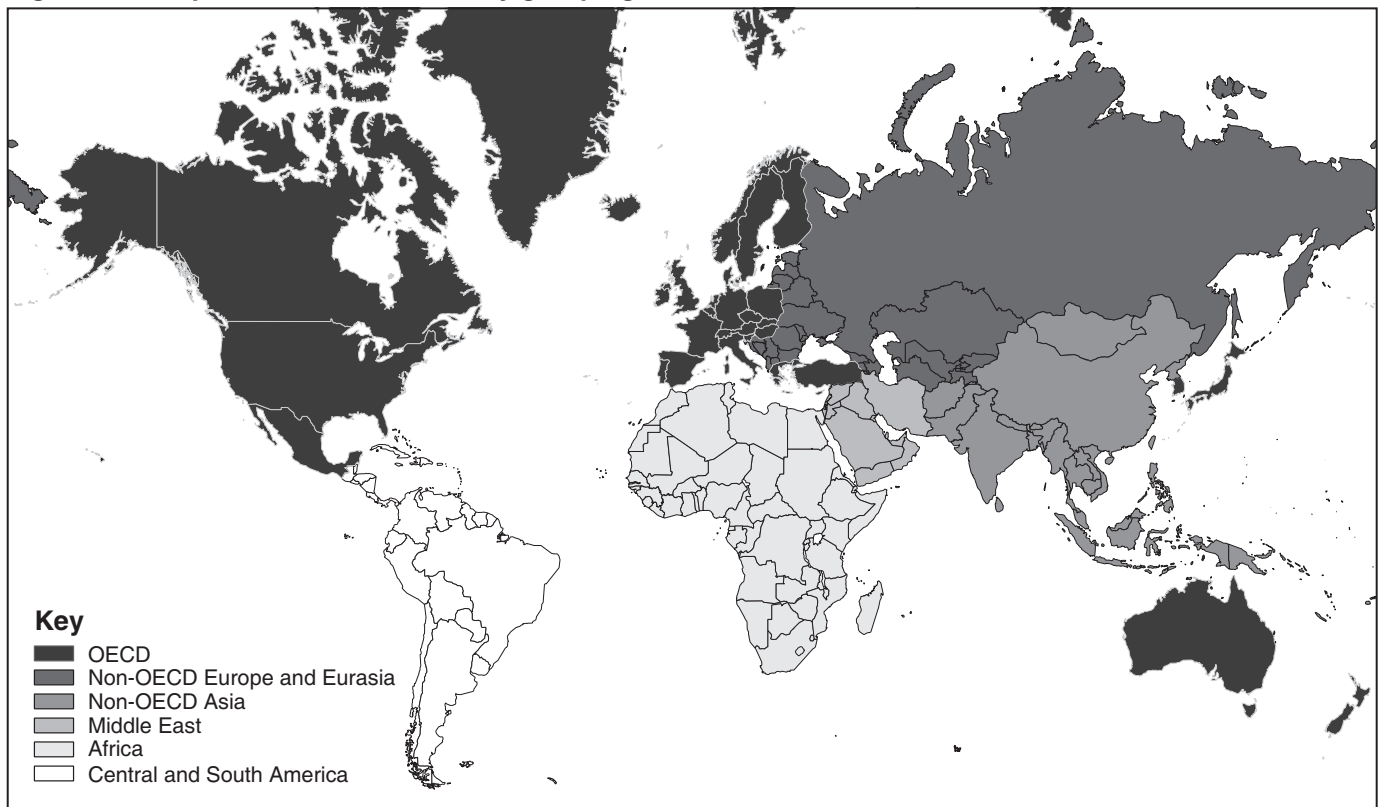 Key
OECD
Non-OECD Europe and Eurasia
Non-OECD Asia
Middle East
Africa
Central and South America